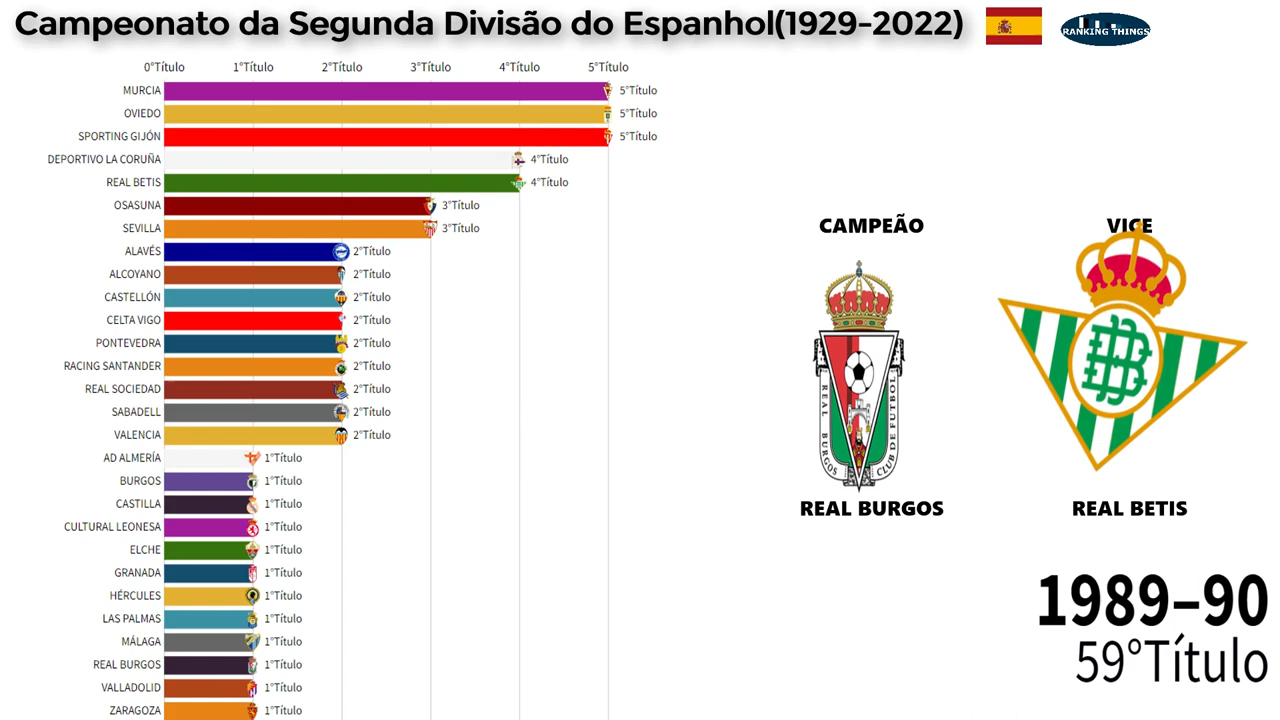 Campeonato da Segunda Divisão do Espanhol(1929–2022)
RANKING THINGS
0°Título 1°Título 2°Título 3°Título 4°Título 5°Título
MURCIA 5°Título
OVIEDO 5°Título
SPORTING GIJÓN 5°Título
DEPORTIVO LA CORUÑA 4°Título
REAL BETIS 4°Título
OSASUNA 3°Título
SEVILLA 3°Título
ALAVÉS 2°Título
ALCOYANO 2°Título
CASTELLÓN 2°Título
CELTA VIGO 2°Título
PONTEVEDRA 2°Título
RACING SANTANDER 2°Título
REAL SOCIEDAD 2°Título
SABADELL 2°Título
VALENCIA 2°Título
AD ALMERÍA 1°Título
BURGOS 1°Título
CASTILLA 1°Título
CULTURAL LEONESA 1°Título
ELCHE 1°Título
GRANADA 1°Título
HÉRCULES 1°Título
LAS PALMAS 1°Título
MÁLAGA 1°Título
REAL BURGOS 1°Título
VALLADOLID 1°Título
ZARAGOZA 1°Título
CAMPEÃO
REAL BURGOS CLUB DE FUTBOL
REAL BURGOS
VICE
BB
REAL BETIS
1989–90
59°Título